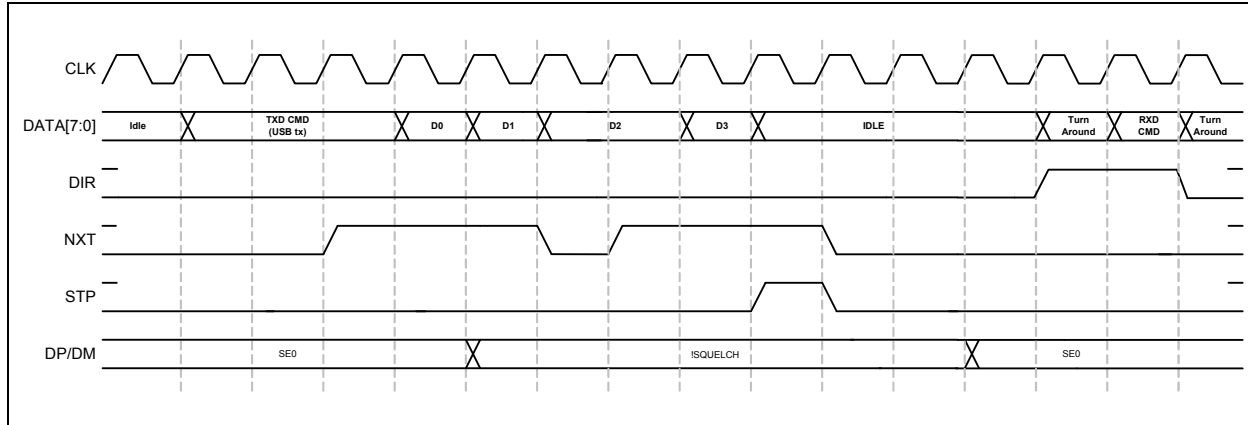 CLK
DATA[7:0]
Idle
TXD CMD
(USB tx)
D0
D1
D2
D3
IDLE
Turn
Around
RXD
CMD
Turn
Around
DIR
NXT
STP
DP/DM
SE0
!SQUELCH
SE0